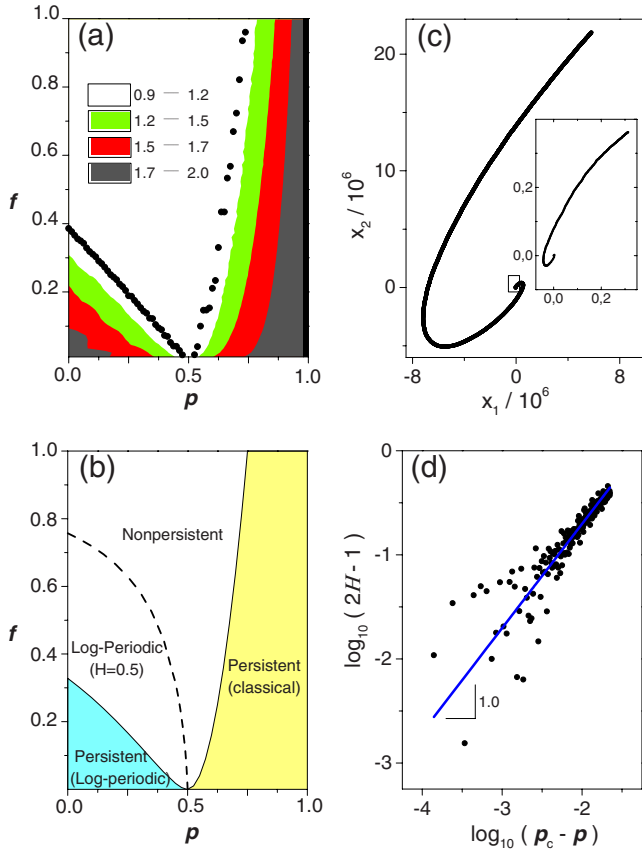 (a)
0.9 — 1.2
1.2 — 1.5
1.5 — 1.7
1.7 — 2.0
1.0
0.8
0.6
0.4
0.2
f
0.0
0.5
1.0
p
(c)
20
10
0
x2 / 10^6
-8
0
8
x1 / 10^6
0,2
0,0
0,0
0,2
(b)
Nonpersistent
Log-Periodic
(H=0.5)
Persistent
(classical)
Persistent
(Log-periodic)
1.0
0.8
0.6
0.4
0.2
f
0.0
0.5
1.0
p
(d)
0
-1
-2
-3
log10 ( 2H - 1 )
1.0
-4
-3
-2
log10 ( pc - p )